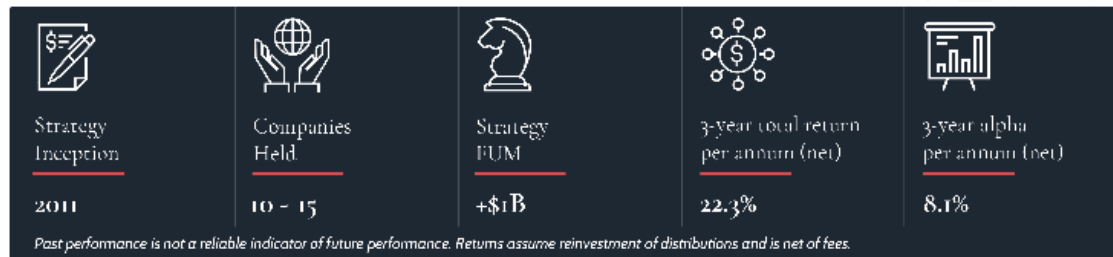 Strategy
Inception
2011
Companies
Held
10 - 15
Strategy
FUM
+$1B
3-year total return
per annum (net)
22.3%
3-year alpha
per annum (net)
8.1%
Past performance is not a reliable indicator of future performance. Returns assume reinvestment of distributions and is net of fees.